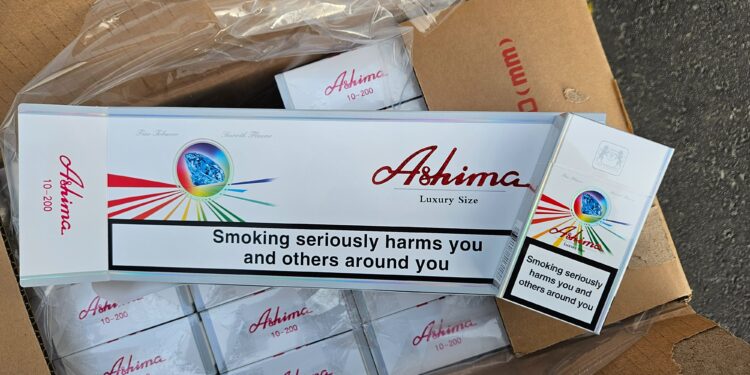 Ashima
10-200
(mm)
Fine Tobacco
Smooth Flavor
Ashima
Luxury Size
Smoking seriously harms you
and others around you
Ashima
10-200
Ashima
Smoking seriously
harms you and
others around you
Ashima
10-200
Ashima
10-200
Ashima
10-200
Ashima